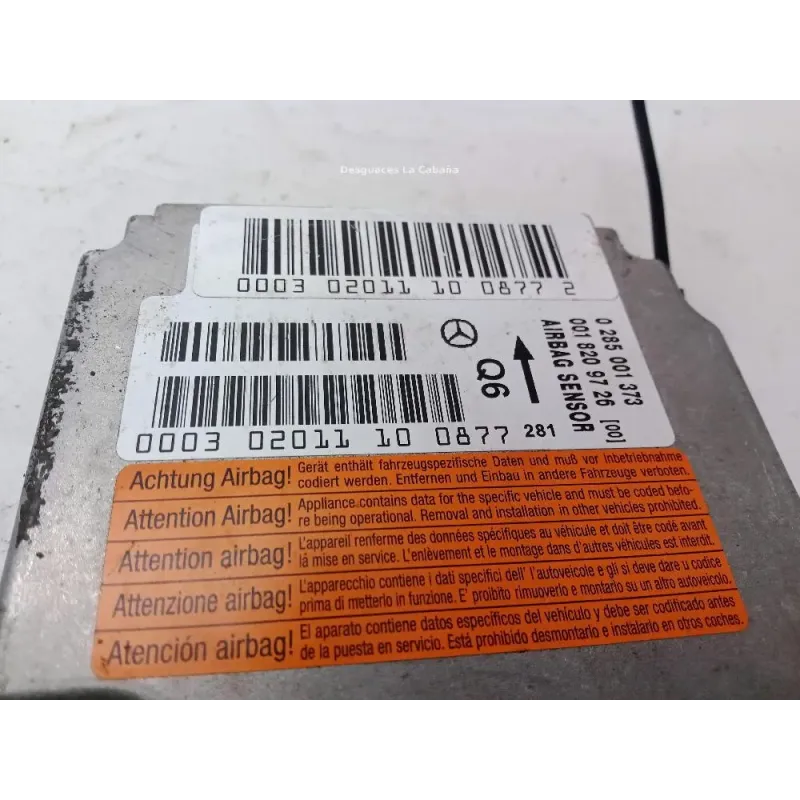 Desguaces La Cabaña
0003 02011 10 0877 2
0 285 001 373
001 820 97 26 [00]
AIRBAG SENSOR
Q6
0003 02011 10 0877 281
Achtung Airbag! Gerät enthält fahrzeugspezifische Daten und muß vor Inbetriebnahme
codiert werden. Entfernen und Einbau in andere Fahrzeuge verboten.
Attention Airbag! Appliance contains data for the specific vehicle and must be coded befo-
re being operational. Removal and installation in other vehicles prohibited.
Attention airbag! L'appareil renferme des données spécifiques au véhicule et doit être codé avant
lá mise en service. L'enlèvement et le montage dans d'autres véhicules est interdit.
Attenzione airbag! L'apparecchio contiene i dati specifici dell' l'autoveicole e gli si deve dare u codice
prima di metterlo in funzione. E' proibito rimuoverlo e montario su un altro autoveicolo.
Atención airbag! El aparato contiene datos específicos del vehículo y debe ser codificado antes
de la puesta en servicio. Está prohibido desmontarlo e instalarlo en otros coches.